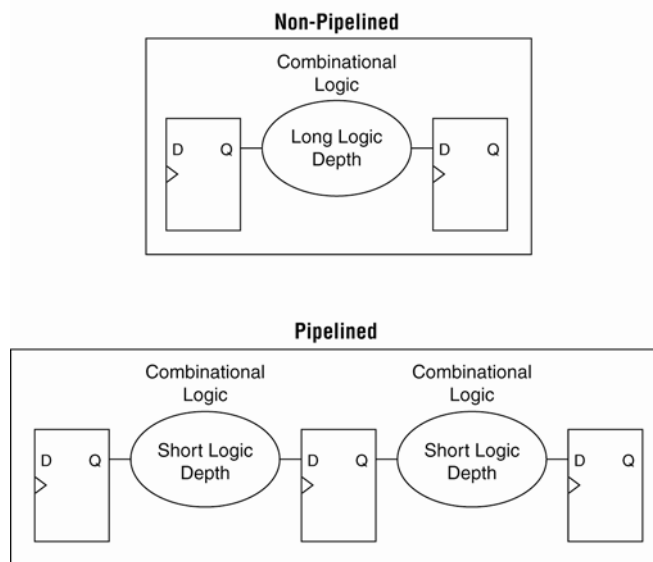 Non-Pipelined
Combinational
Logic
D Q Long Logic D Q
Depth
Pipelined
Combinational Combinational
Logic Logic
D Q Short Logic D Q Short Logic D Q
Depth Depth